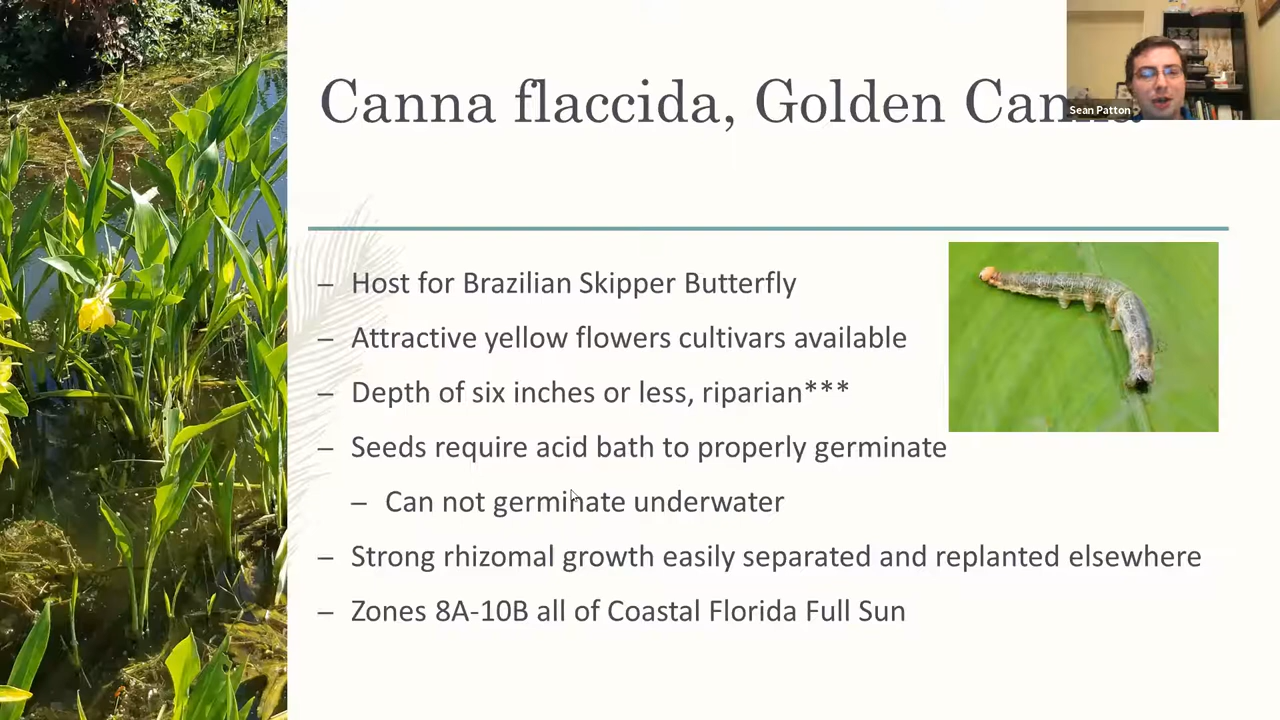 Canna flaccida, Golden Canna
Sean Patton
– Host for Brazilian Skipper Butterfly
– Attractive yellow flowers cultivars available
– Depth of six inches or less, riparian***
– Seeds require acid bath to properly germinate
– Can not germinate underwater
– Strong rhizomal growth easily separated and replanted elsewhere
– Zones 8A-10B all of Coastal Florida Full Sun